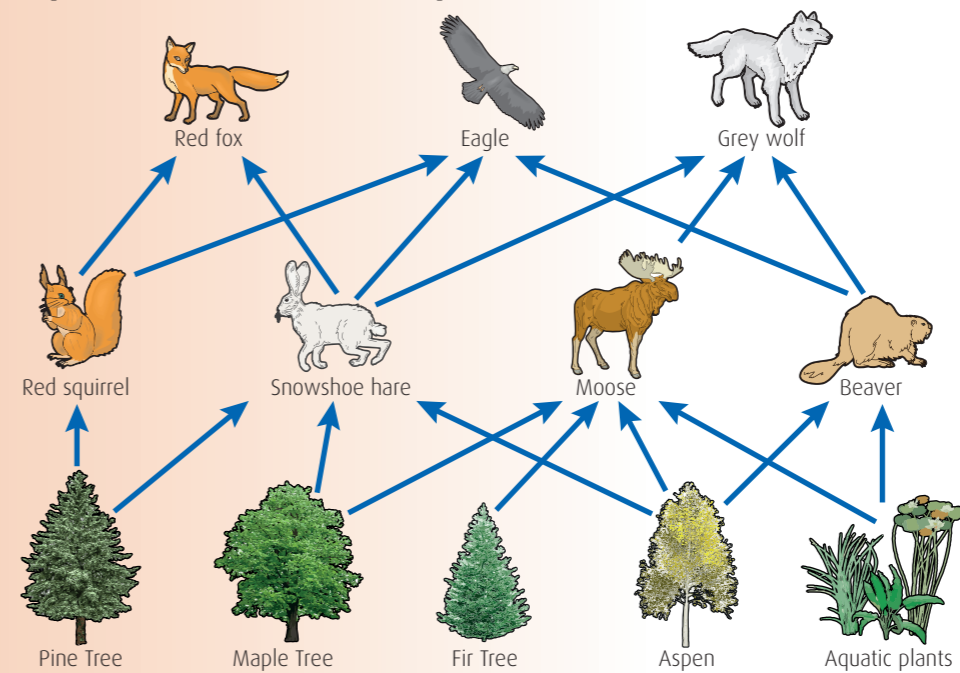 Red fox
Eagle
Grey wolf
Red squirrel
Snowshoe hare
Moose
Beaver
Pine Tree
Maple Tree
Fir Tree
Aspen
Aquatic plants